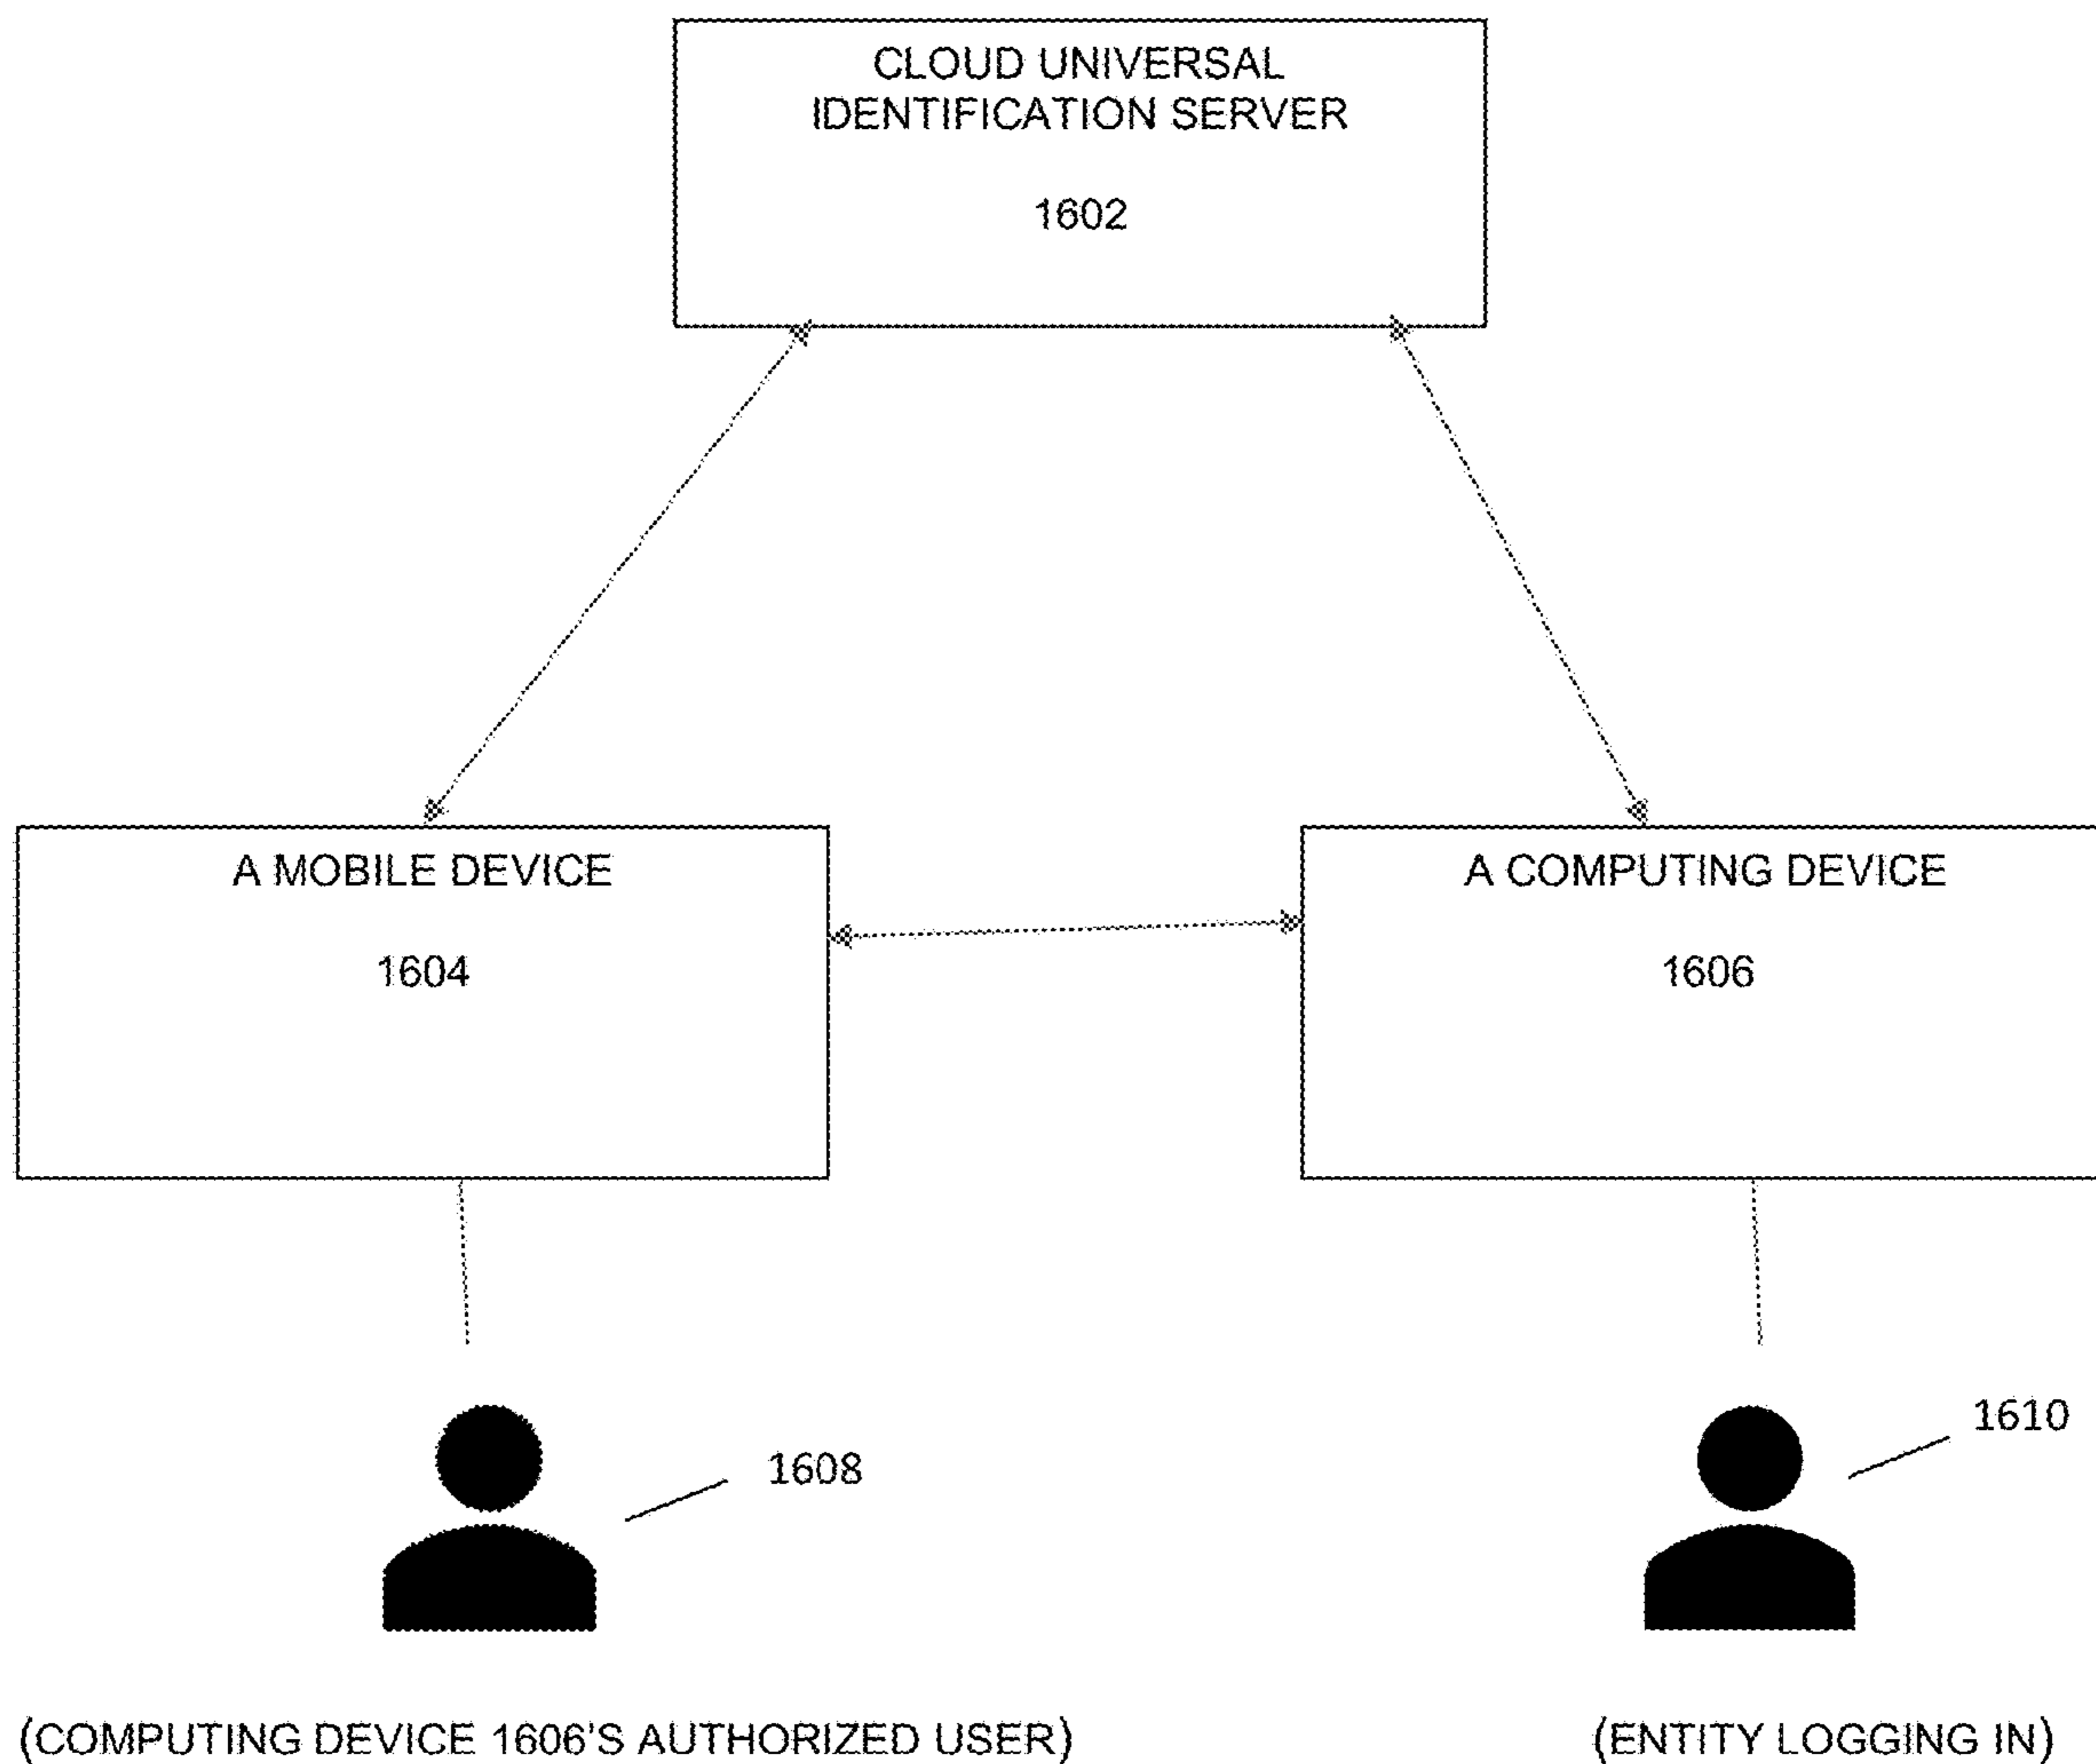 CLOUD UNIVERSAL
IDENTIFICATION SERVER
1602
A MOBILE DEVICE
1604
A COMPUTING DEVICE
1606
1608
1610
(COMPUTING DEVICE 1606'S AUTHORIZED USER)
(ENTITY LOGGING IN)